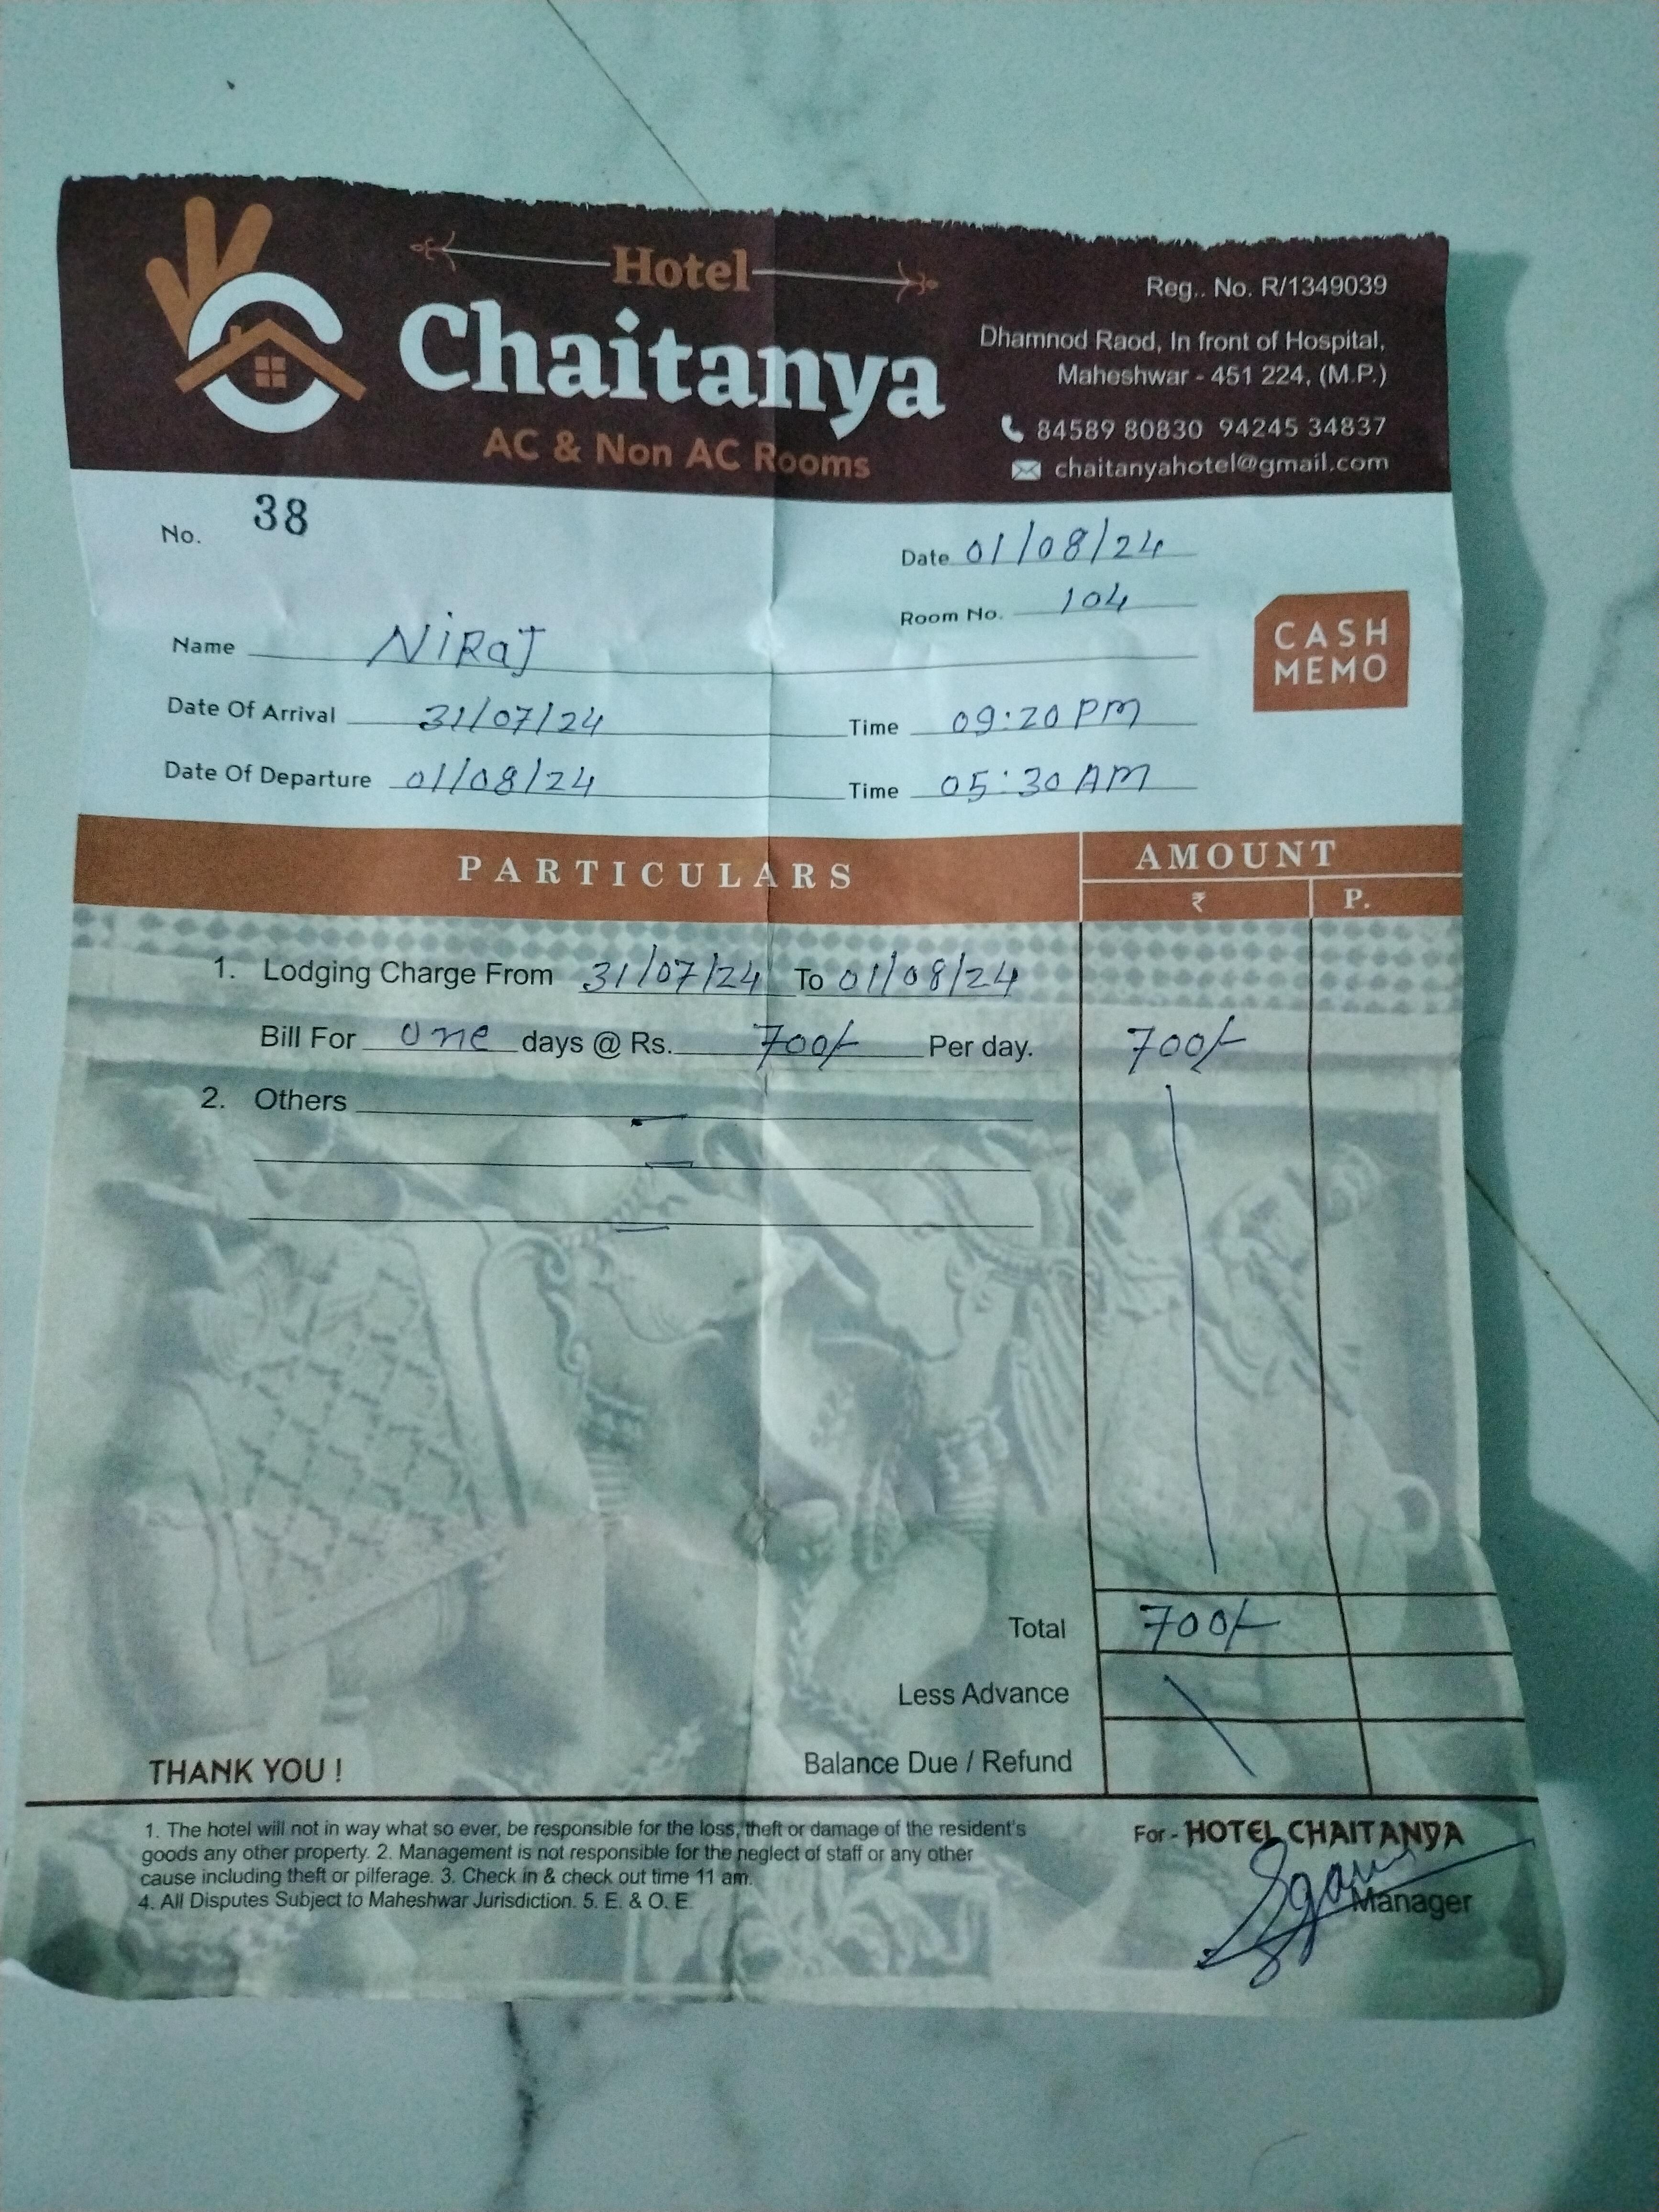 Hotel
Chaitanya
AC & Non AC Rooms
Reg.. No. R/1349039
Dhamnod Raod, In front of Hospital,
Maheshwar - 451 224, (M.P.)
84589 80830 94245 34837
chaitanyahotel@gmail.com
No. 38
Date 01/08/24
Room No. 104
CASH
MEMO
Name NiRaJ
Date Of Arrival 31/07/24 Time 09:20 PM
Date Of Departure 01/08/24 Time 05:30 AM
PARTICULARS AMOUNT
₹ P.
1. Lodging Charge From 31/07/24 To 01/08/24
Bill For one days @ Rs. 700/- Per day. 700/-
2. Others
Total 700/-
Less Advance
Balance Due / Refund
THANK YOU !
1. The hotel will not in way what so ever, be responsible for the loss, theft or damage of the resident's
goods any other property. 2. Management is not responsible for the neglect of staff or any other
cause including theft or pilferage. 3. Check in & check out time 11 am.
4. All Disputes Subject to Maheshwar Jurisdiction. 5. E. & O. E.
For - HOTEL CHAITANYA
Manager